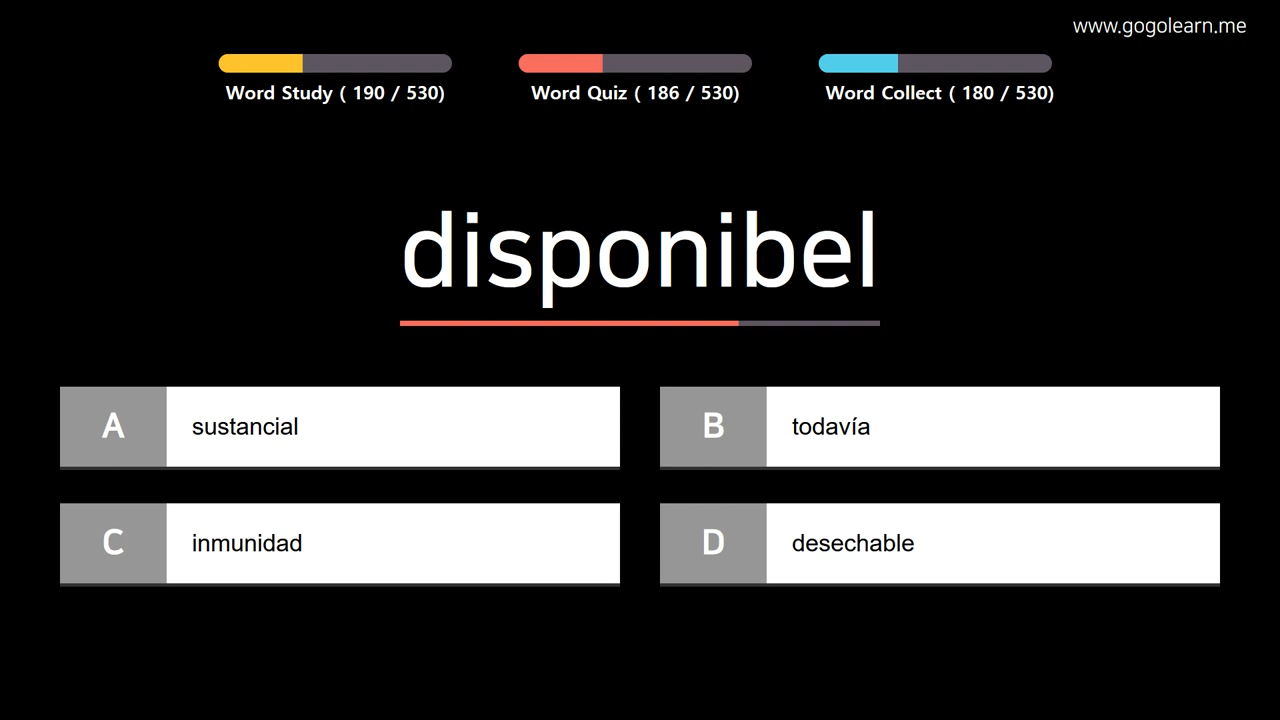 www.gogolearn.me
Word Study ( 190 / 530)
Word Quiz ( 186 / 530)
Word Collect ( 180 / 530)
disponibel
A sustancial
B todavía
C inmunidad
D desechable